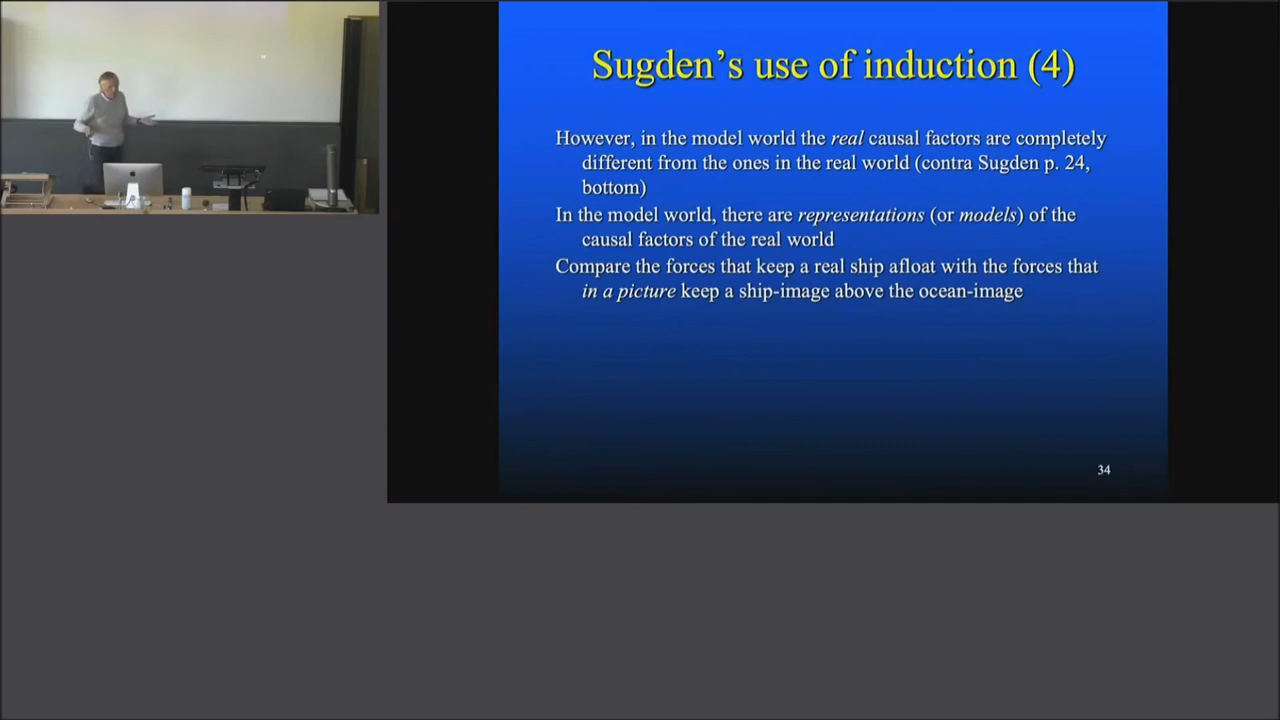 Sugden's use of induction (4)
However, in the model world the real causal factors are completely
different from the ones in the real world (contra Sugden p. 24,
bottom)
In the model world, there are representations (or models) of the
causal factors of the real world
Compare the forces that keep a real ship afloat with the forces that
in a picture keep a ship-image above the ocean-image
34